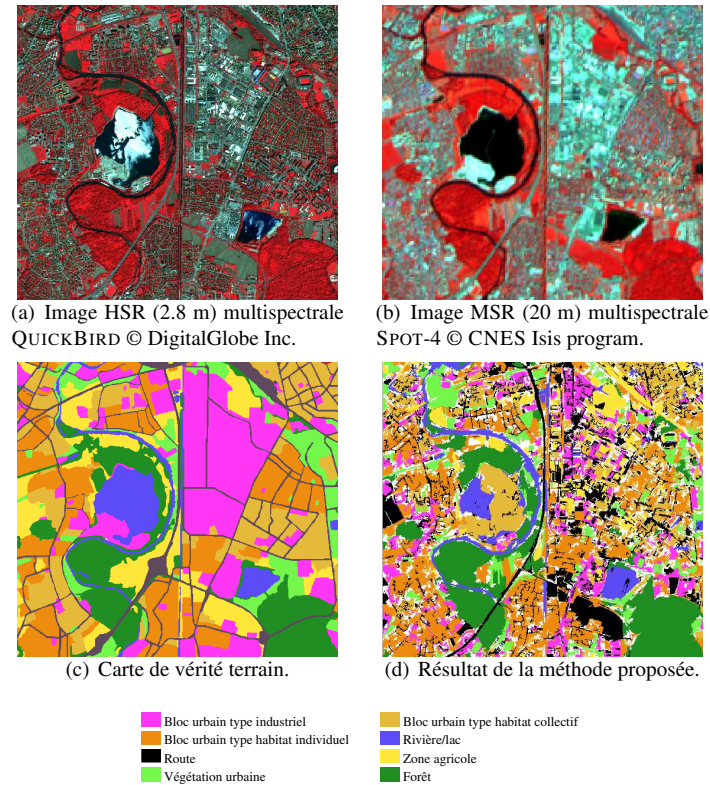 (a) Image HSR (2.8 m) multispectrale
QUICKBIRD © DigitalGlobe Inc.
(b) Image MSR (20 m) multispectrale
SPOT-4 © CNES Isis program.
(c) Carte de vérité terrain.
(d) Résultat de la méthode proposée.
Bloc urbain type industriel
Bloc urbain type habitat individuel
Route
Végétation urbaine
Bloc urbain type habitat collectif
Rivière/lac
Zone agricole
Forêt